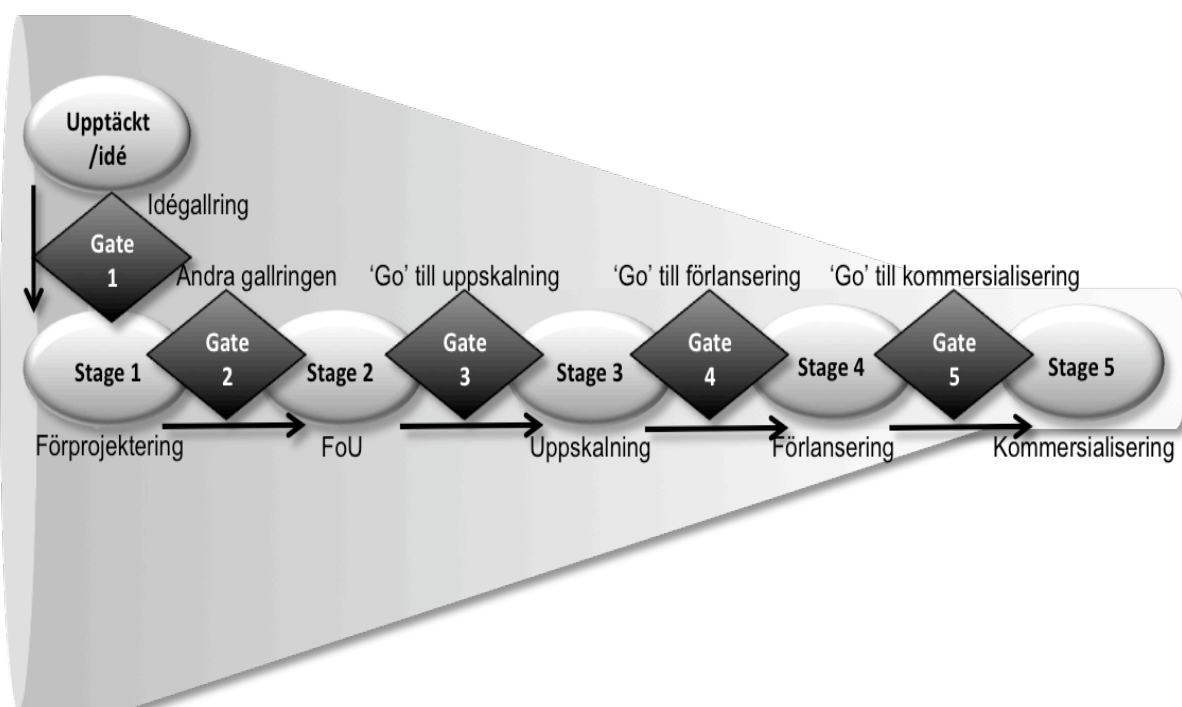 Upptäckt
/idé
Idégallring
Gate
1
Andra gallringen
'Go' till uppskalning
'Go' till förlansering
'Go' till kommersialisering
Stage 1
Gate
2
Stage 2
Gate
3
Stage 3
Gate
4
Stage 4
Gate
5
Stage 5
Förprojektering
FoU
Uppskalning
Förlansering
Kommersialisering